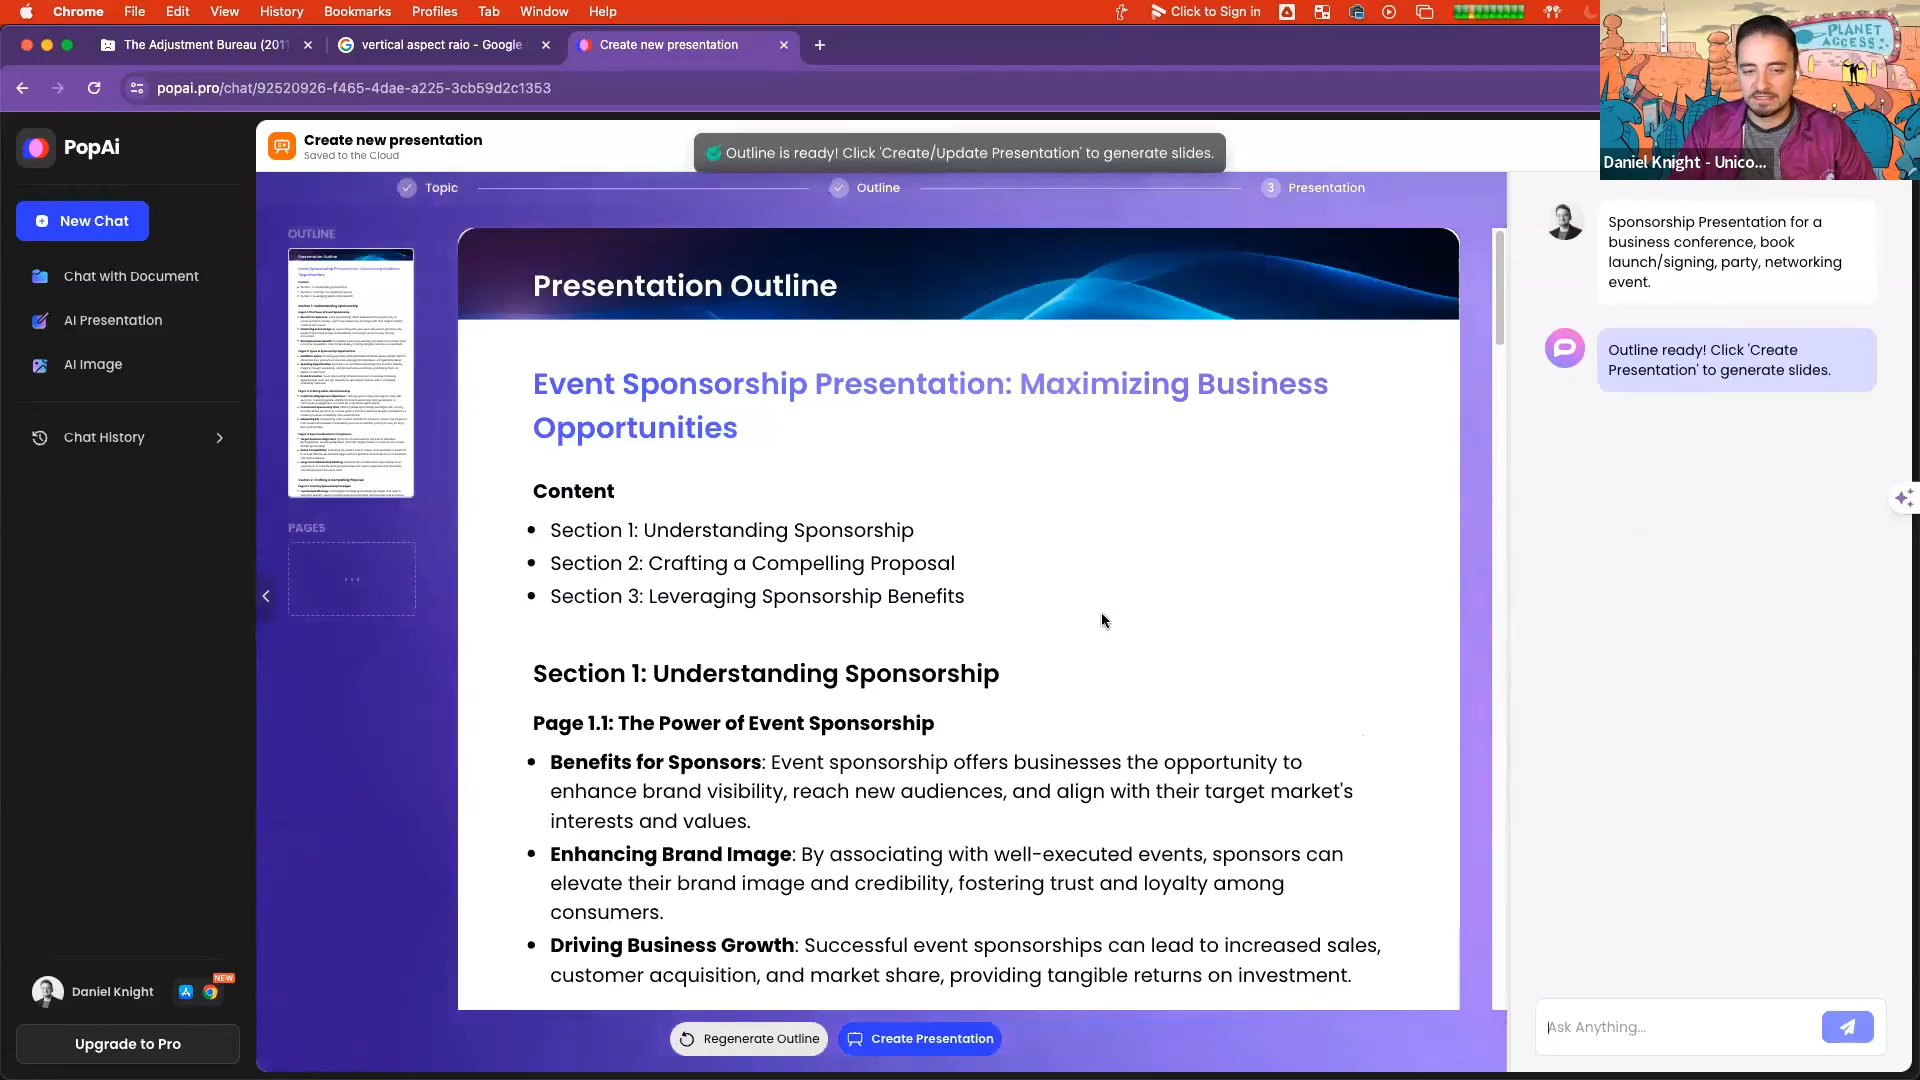 Chrome File Edit View History Bookmarks Profiles Tab Window Help
Click to Sign in
The Adjustment Bureau (2011
vertical aspect raio - Google
Create new presentation
popai.pro/chat/92520926-f465-4dae-a225-3cb59d2c1353
PLANET
ACCESS
Daniel Knight - Unico...
PopAi
New Chat
Chat with Document
AI Presentation
AI Image
Chat History
Daniel Knight
NEW
Upgrade to Pro
Create new presentation
Saved to the Cloud
Outline is ready! Click 'Create/Update Presentation' to generate slides.
Topic
Outline
3 Presentation
OUTLINE
PAGES
...
Presentation Outline
Event Sponsorship Presentation: Maximizing Business
Opportunities
Content
• Section 1: Understanding Sponsorship
• Section 2: Crafting a Compelling Proposal
• Section 3: Leveraging Sponsorship Benefits
Section 1: Understanding Sponsorship
Page 1.1: The Power of Event Sponsorship
• Benefits for Sponsors: Event sponsorship offers businesses the opportunity to
enhance brand visibility, reach new audiences, and align with their target market's
interests and values.
• Enhancing Brand Image: By associating with well-executed events, sponsors can
elevate their brand image and credibility, fostering trust and loyalty among
consumers.
• Driving Business Growth: Successful event sponsorships can lead to increased sales,
customer acquisition, and market share, providing tangible returns on investment.
Regenerate Outline
Create Presentation
Sponsorship Presentation for a
business conference, book
launch/signing, party, networking
event.
Outline ready! Click 'Create
Presentation' to generate slides.
Ask Anything...